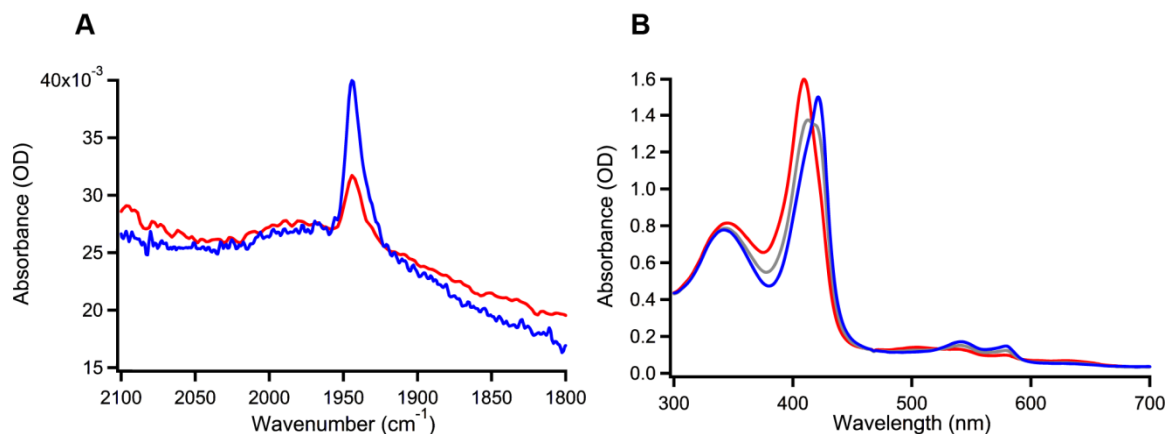 A
40x10⁻³
35
30
25
20
15
Absorbance (OD)
2100 2050 2000 1950 1900 1850 1800
Wavenumber (cm⁻¹)
B
1.6
1.4
1.2
1.0
0.8
0.6
0.4
0.2
0.0
Absorbance (OD)
300 400 500 600 700
Wavelength (nm)